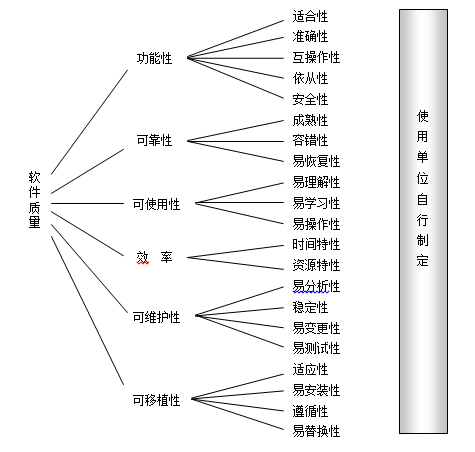 软件质量
功能性
适合性
准确性
互操作性
依从性
安全性
可靠性
成熟性
容错性
易恢复性
可使用性
易理解性
易学习性
易操作性
效 率
时间特性
资源特性
可维护性
易分析性
稳定性
易变更性
易测试性
可移植性
适应性
易安装性
遵循性
易替换性
使用单位自行制定